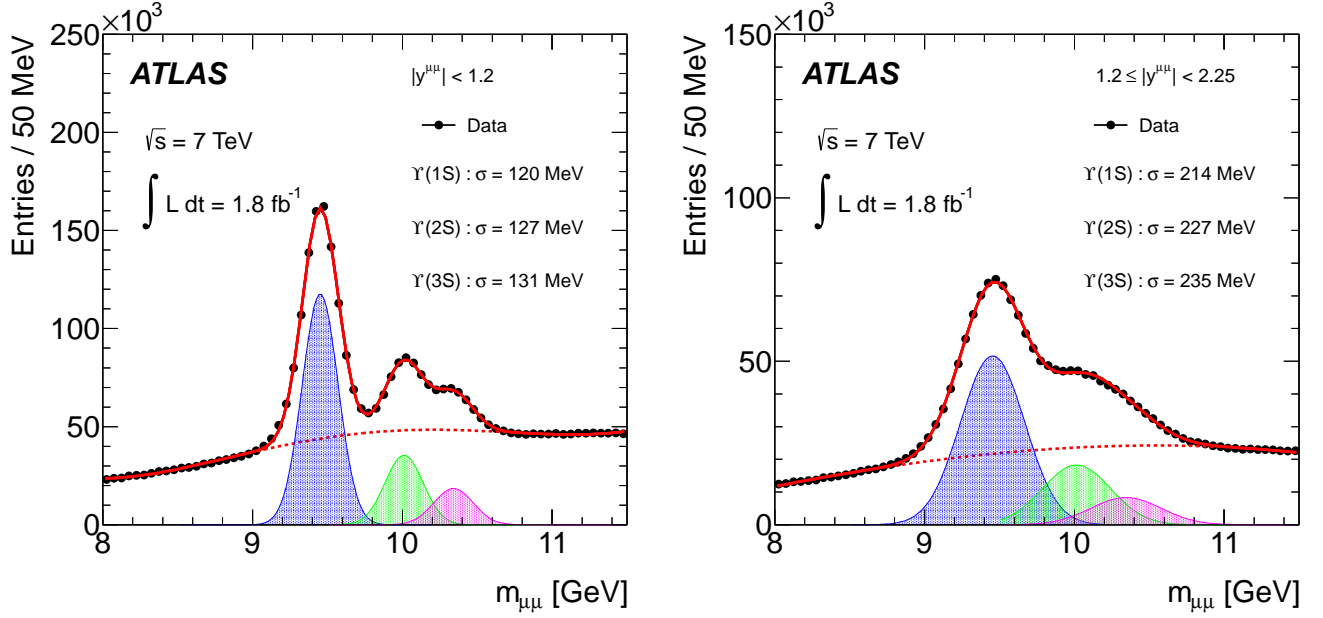 ×10³
250
200
150
100
50
0
8
9
10
11
Entries / 50 MeV
m_μμ [GeV]
ATLAS
|y^μμ| < 1.2
√s = 7 TeV
Data
∫ L dt = 1.8 fb⁻¹
ϒ(1S) : σ = 120 MeV
ϒ(2S) : σ = 127 MeV
ϒ(3S) : σ = 131 MeV
×10³
150
100
50
0
8
9
10
11
Entries / 50 MeV
m_μμ [GeV]
ATLAS
1.2 ≤ |y^μμ| < 2.25
√s = 7 TeV
Data
∫ L dt = 1.8 fb⁻¹
ϒ(1S) : σ = 214 MeV
ϒ(2S) : σ = 227 MeV
ϒ(3S) : σ = 235 MeV